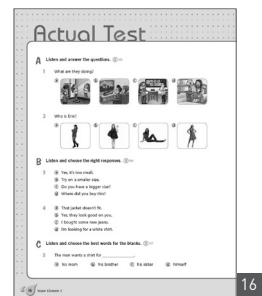 Actual Test
A Listen and answer the questions.
1 What are they doing?
ⓐ ⓑ ⓒ ⓓ
2 Who is Erin?
ⓐ ⓑ ⓒ ⓓ
B Listen and choose the right responses.
3 ⓐ Yes, it's too small.
ⓑ Try on a smaller size.
ⓒ Do you have a bigger size?
ⓓ Where did you buy this?
4 ⓐ That jacket doesn't fit.
ⓑ Yes, they look good on you.
ⓒ I bought some new jeans.
ⓓ I'm looking for a white shirt.
C Listen and choose the best words for the blanks.
5 The man wants a shirt for
ⓐ his mom ⓑ his brother ⓒ his sister ⓓ himself
16